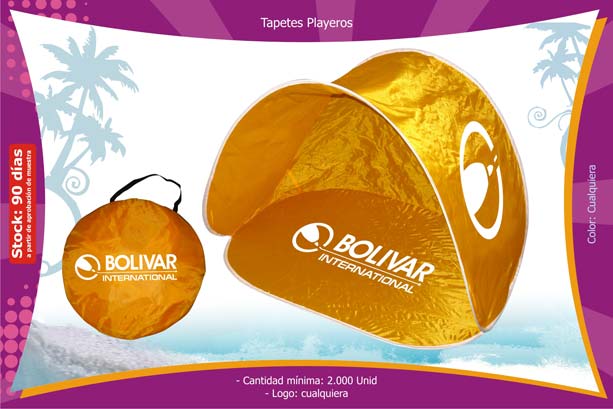 Tapetes Playeros
Stock: 90 días
a partir de aprobación de muestra
BOLIVAR
INTERNATIONAL
BOLIVAR
INTERNATIONAL
Color: Cualquiera
- Cantidad mínima: 2.000 Unid
- Logo: cualquiera